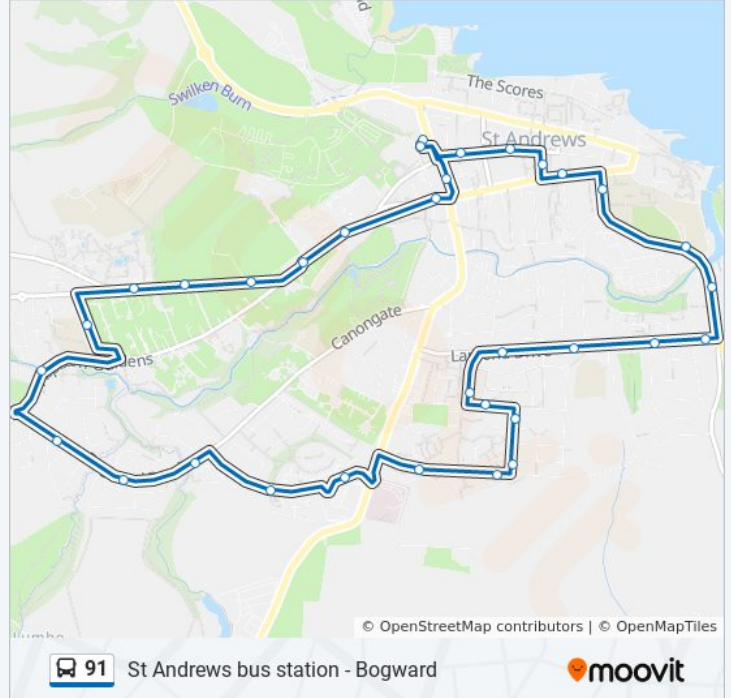 Swilken Burn
The Scores
St Andrews
Canongate
© OpenStreetMap contributors | © OpenMapTiles
91 St Andrews bus station - Bogward
moovit